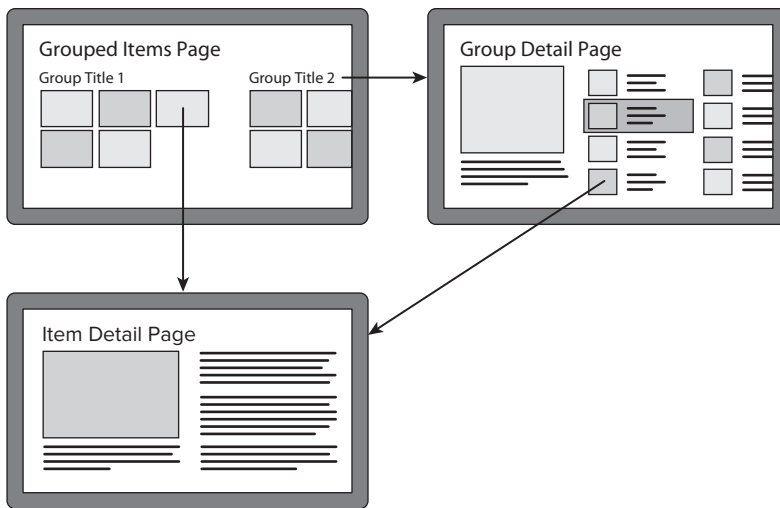 Grouped Items Page
Group Title 1
Group Title 2
Group Detail Page
Item Detail Page